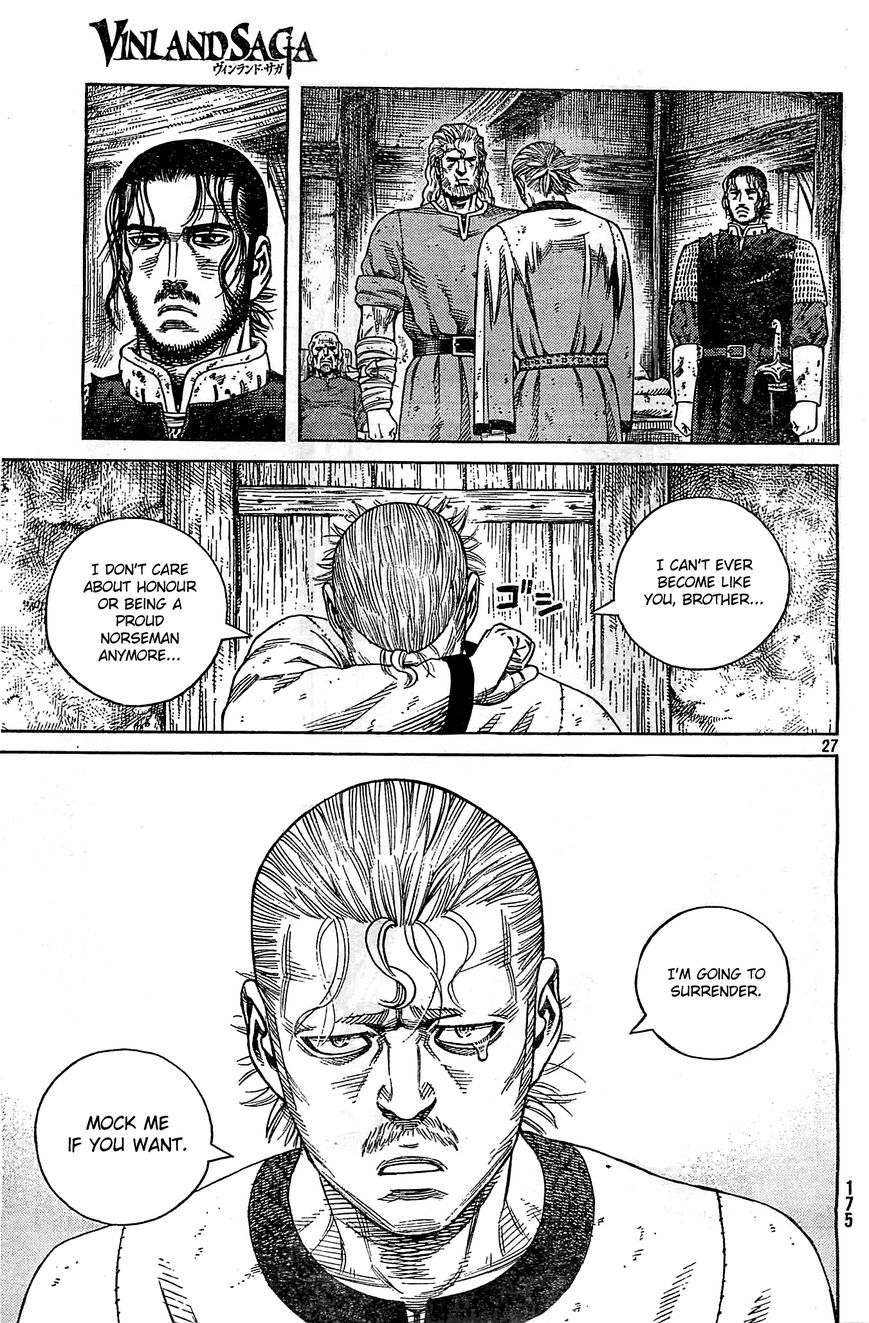 VINLAND SAGA
ヴィンランド・サガ
I CAN'T EVER
BECOME LIKE
YOU, BROTHER...
ゴシ
I DON'T CARE
ABOUT HONOUR
OR BEING A
PROUD
NORSEMAN
ANYMORE...
27
I'M GOING TO
SURRENDER.
MOCK ME
IF YOU WANT.
175